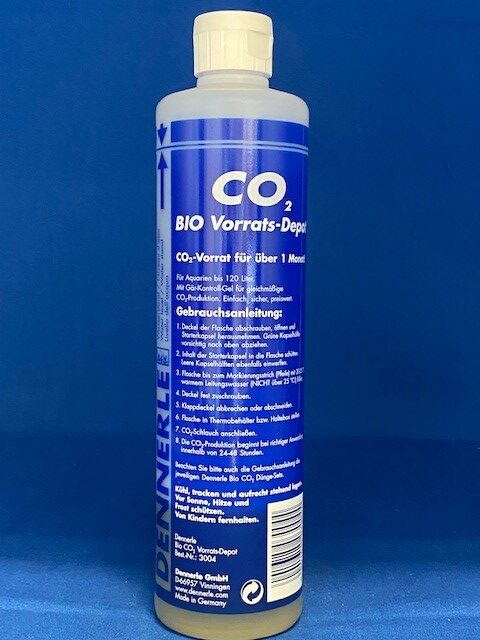 CO2
BIO Vorrats-Depot
CO2-Vorrat für über 1 Monat
Für Aquarien bis 120 Liter.
Mit Gär-Kontroll-Gel für gleichmäßige
CO2-Produktion. Einfach, sicher, preiswert.
Gebrauchsanleitung:
1. Deckel der Flasche abschrauben, öffnen und
Starterkapsel herausnehmen. Grüne Kapselhälfte
vorsichtig nach oben abziehen.
2. Inhalt der Starterkapsel in die Flasche schütten.
Leere Kapselhälften ebenfalls einwerfen.
3. Flasche bis zum Markierungsstrich (Pfeile) mit
warmem Leitungswasser (NICHT über 25 °C)
4. Deckel fest zuschrauben.
5. Klappdeckel abbrechen oder abschneiden.
6. Flasche in Thermobehälter bzw. Haltebox stellen.
7. CO2-Schlauch anschließen.
8. Die CO2-Produktion beginnt bei richtiger Anwendung
innerhalb von 24-48 Stunden.
Beachten Sie bitte auch die Gebrauchsanleitung des
jeweiligen Dennerle Bio CO2 Dünge-Sets.
Kühl, trocken und aufrecht stehend lagern.
Vor Sonne, Hitze und
Frost schützen.
Von Kindern fernhalten.
Dennerle
Bio CO2 Vorrats-Depot
Best.-Nr.: 3004
Dennerle GmbH
D-66957 Vinningen
www.dennerle.com
Made in Germany
DENNERLE